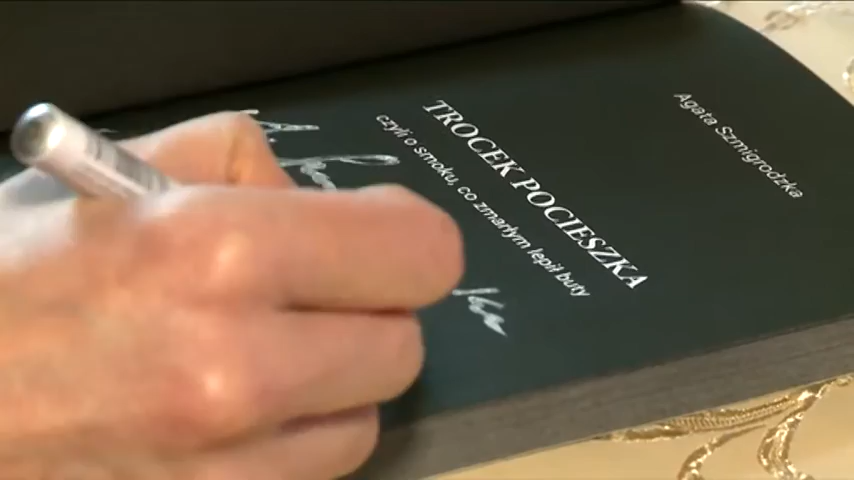 Agata Szmigrodzka
TROCEK POCIESZKA
czyli o smoku, co zmarłym lepił buty